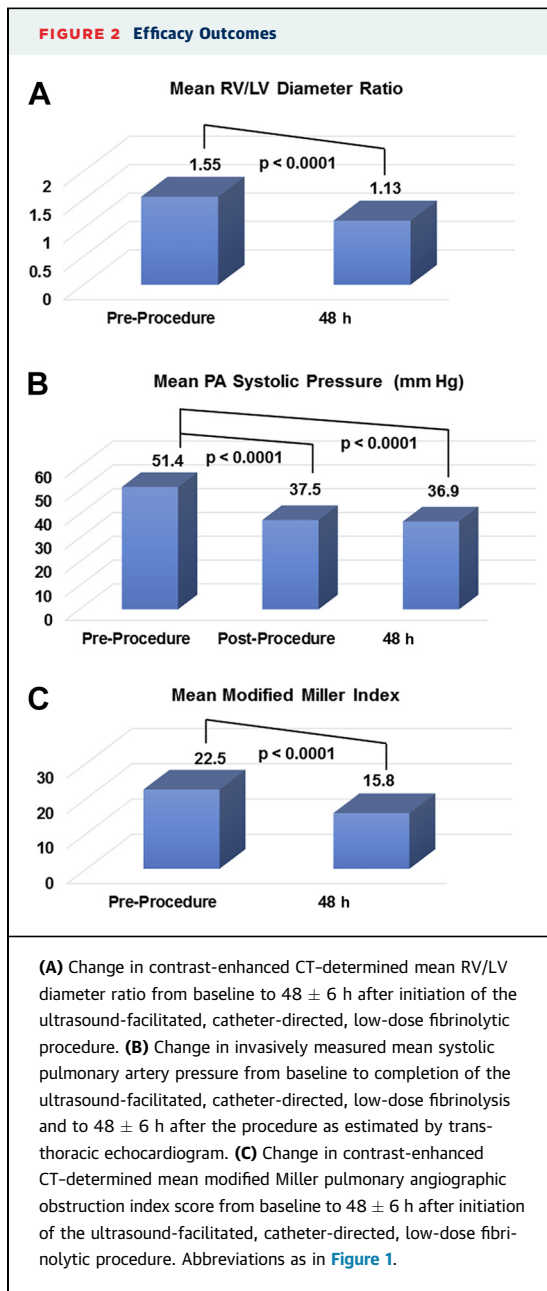 FIGURE 2 Efficacy Outcomes
A
Mean RV/LV Diameter Ratio
p < 0.0001
1.55
1.13
2
1.5
1
0.5
0
Pre-Procedure 48 h
B
Mean PA Systolic Pressure (mm Hg)
p < 0.0001 p < 0.0001
51.4
37.5
36.9
60
50
40
30
20
10
0
Pre-Procedure Post-Procedure 48 h
C
Mean Modified Miller Index
p < 0.0001
22.5
15.8
30
20
10
0
Pre-Procedure 48 h
(A) Change in contrast-enhanced CT-determined mean RV/LV
diameter ratio from baseline to 48 ± 6 h after initiation of the
ultrasound-facilitated, catheter-directed, low-dose fibrinolytic
procedure. (B) Change in invasively measured mean systolic
pulmonary artery pressure from baseline to completion of the
ultrasound-facilitated, catheter-directed, low-dose fibrinolysis
and to 48 ± 6 h after the procedure as estimated by trans-
thoracic echocardiogram. (C) Change in contrast-enhanced
CT-determined mean modified Miller pulmonary angiographic
obstruction index score from baseline to 48 ± 6 h after initiation
of the ultrasound-facilitated, catheter-directed, low-dose fibri-
nolytic procedure. Abbreviations as in Figure 1.